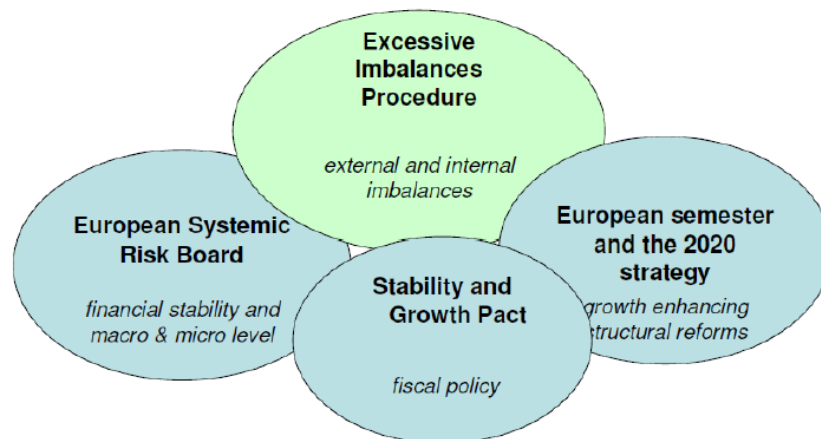 Excessive
Imbalances
Procedure
external and internal
imbalances
European Systemic
Risk Board
financial stability and
macro & micro level
Stability and
Growth Pact
fiscal policy
European semester
and the 2020
strategy
growth enhancing
structural reforms